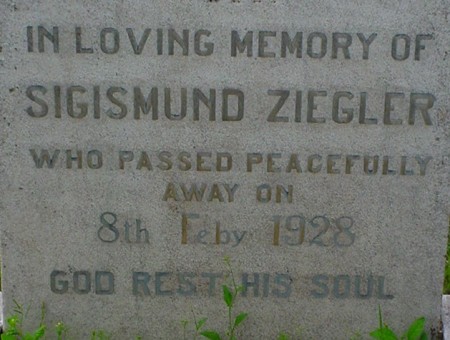 IN LOVING MEMORY OF
SIGISMUND ZIEGLER
WHO PASSED PEACEFULLY
AWAY ON
8th Feby 1928
GOD REST HIS SOUL